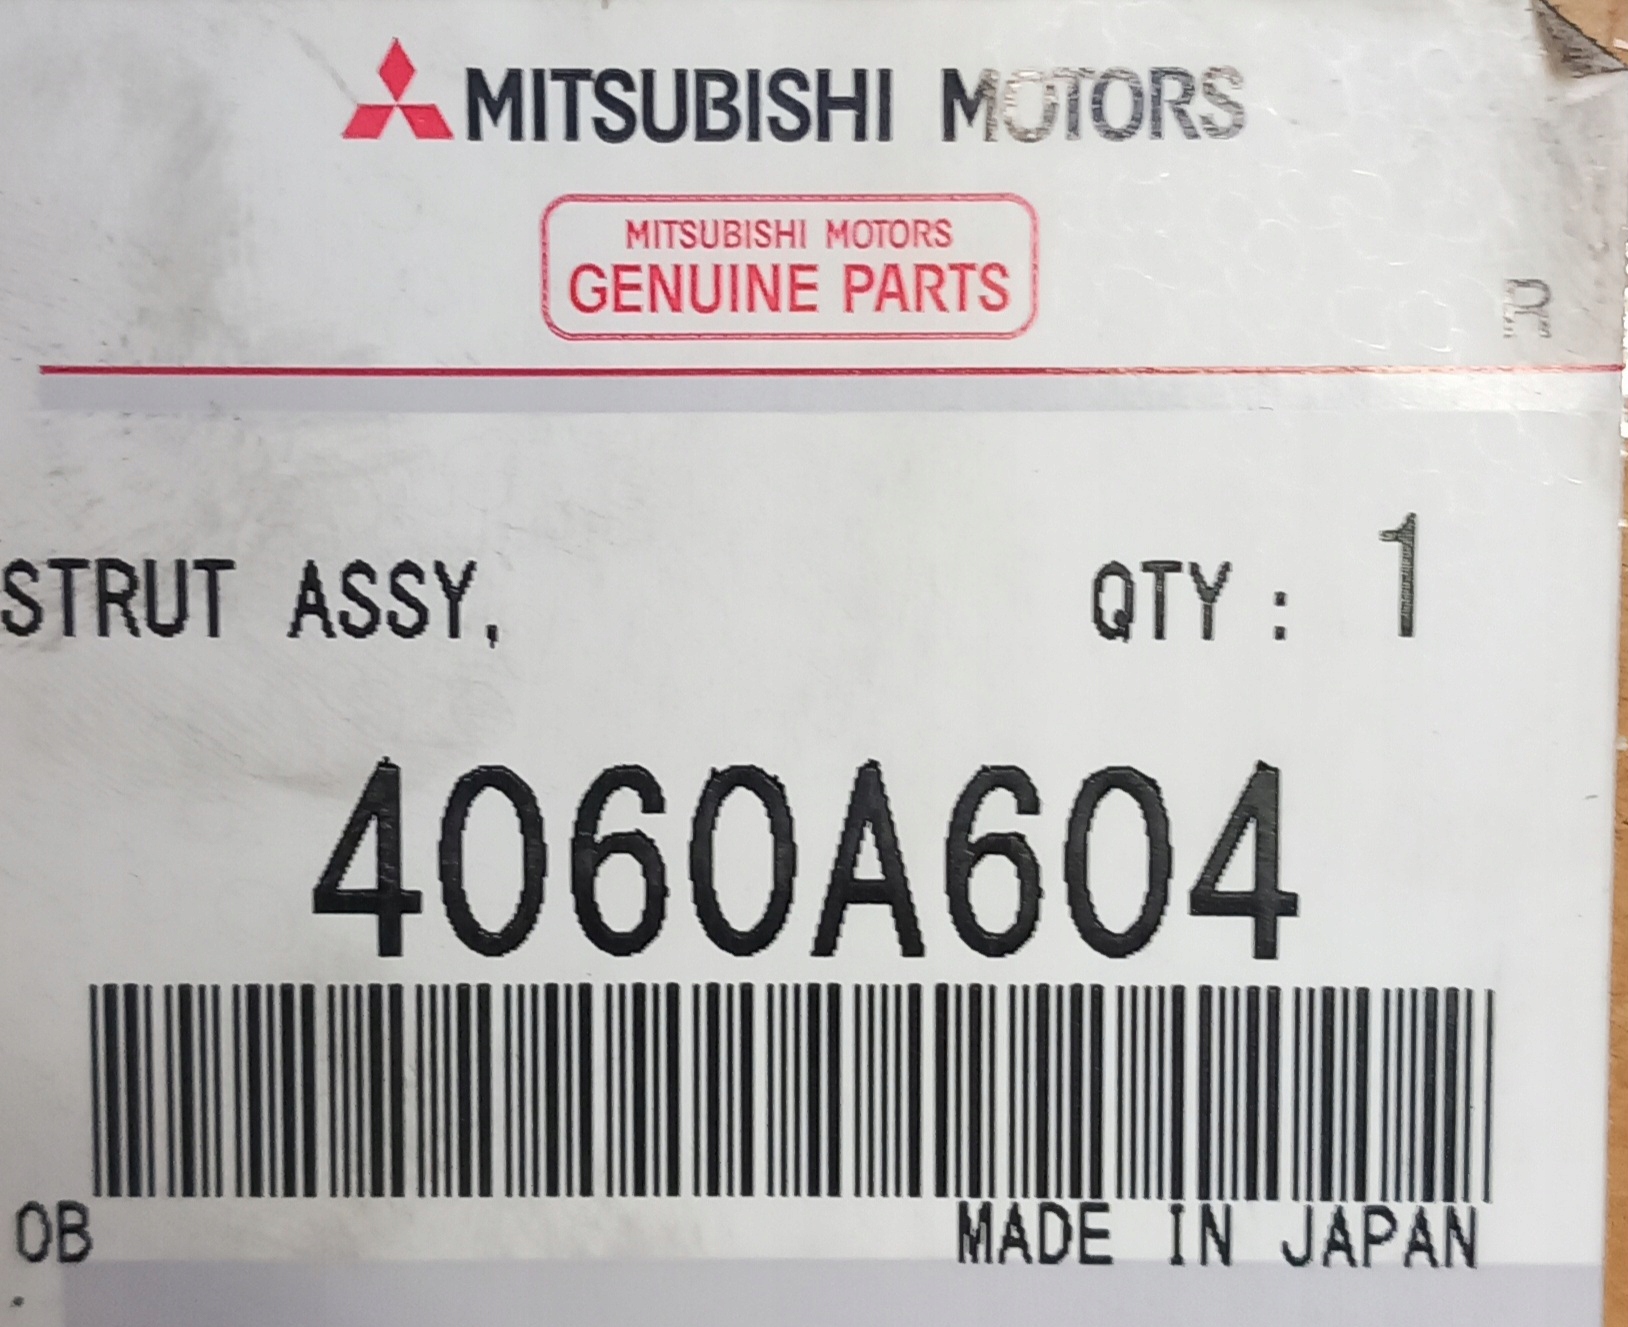 MITSUBISHI MOTORS
MITSUBISHI MOTORS
GENUINE PARTS
STRUT ASSY,
QTY : 1
4060A604
0B
MADE IN JAPAN